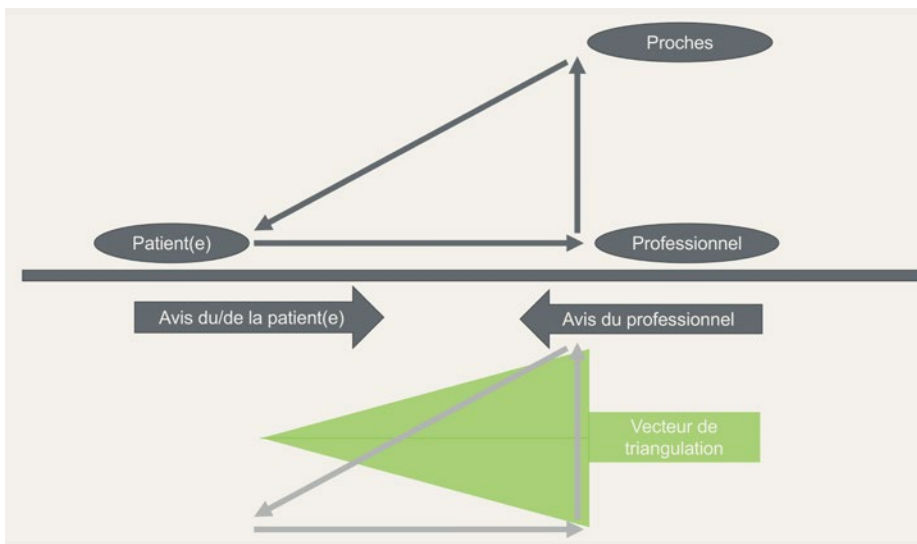 Proches
Patient(e)
Professionnel
Avis du/de la patient(e)
Avis du professionnel
Vecteur de
triangulation